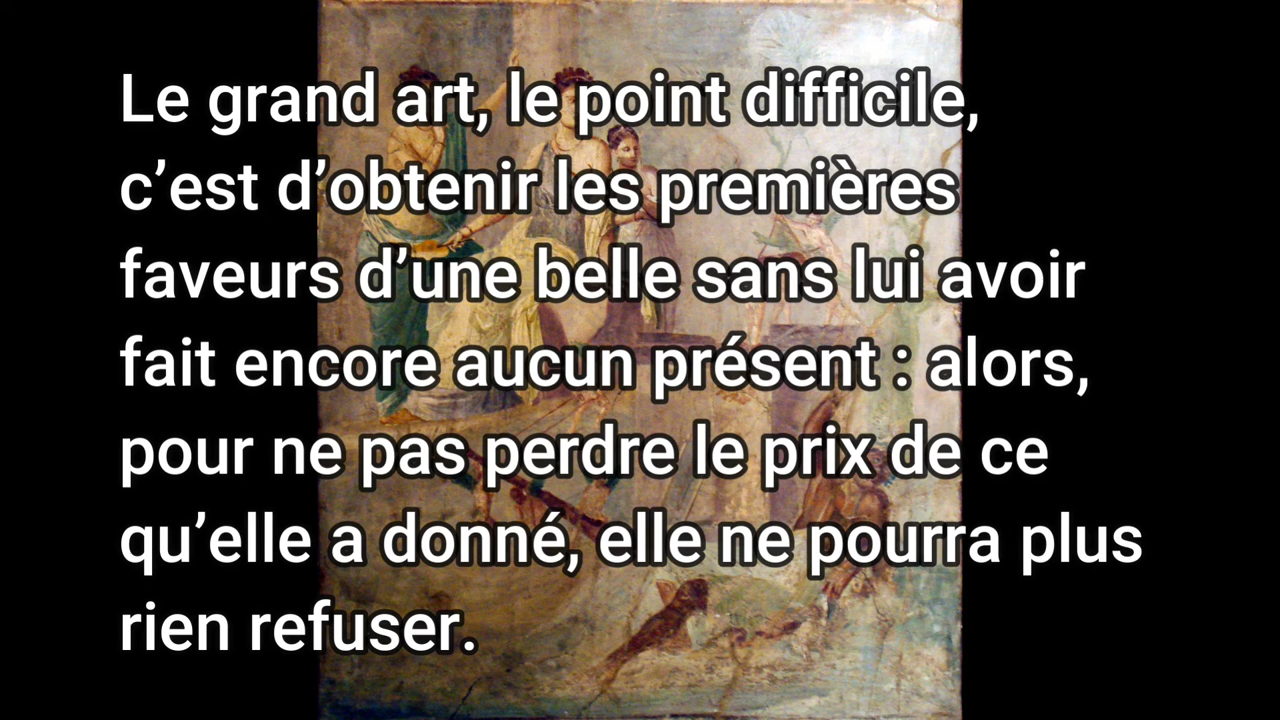 Le grand art, le point difficile,
c’est d’obtenir les premières
faveurs d’une belle sans lui avoir
fait encore aucun présent : alors,
pour ne pas perdre le prix de ce
qu’elle a donné, elle ne pourra plus
rien refuser.